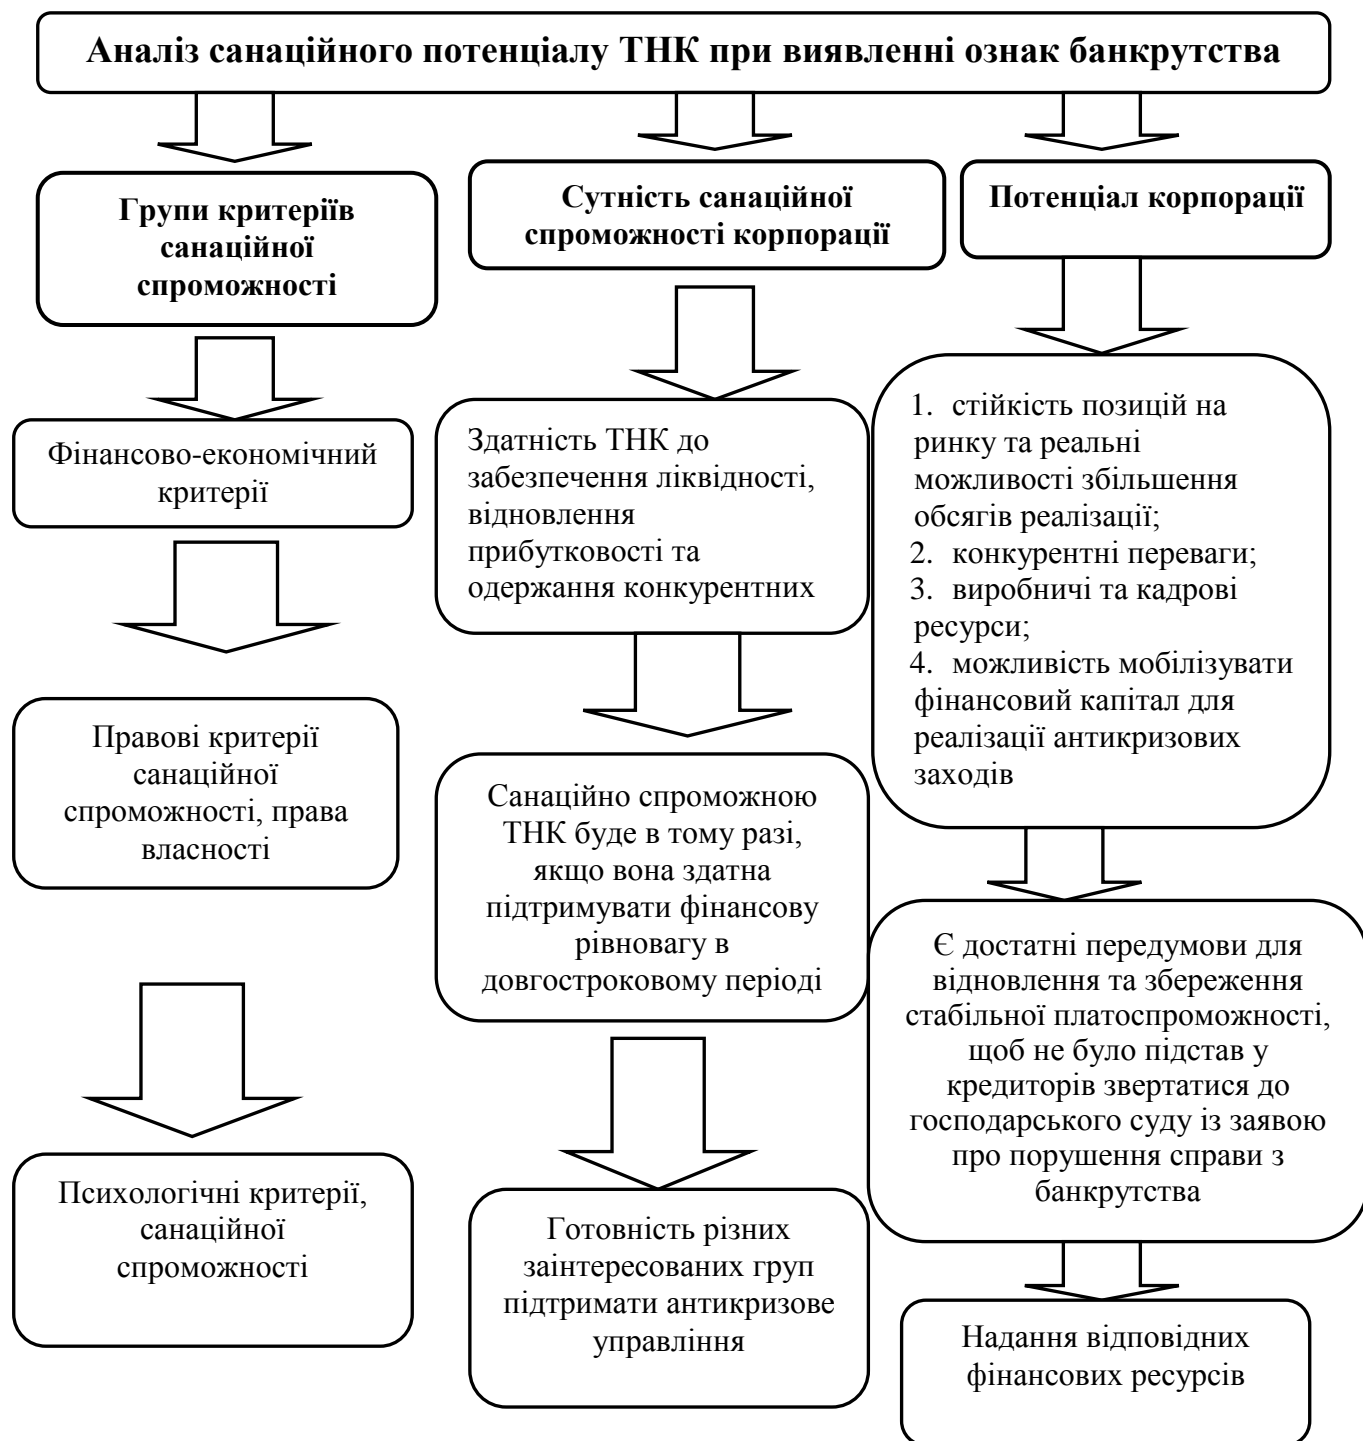 Аналіз санаційного потенціалу ТНК при виявленні ознак банкрутства
Групи критеріїв
санаційної
спроможності
Фінансово-економічний
критерії
Правові критерії
санаційної
спроможності, права
власності
Психологічні критерії,
санаційної
спроможності
Сутність санаційної
спроможності корпорації
Здатність ТНК до
забезпечення ліквідності,
відновлення
прибутковості та
одержання конкурентних
Санаційно спроможною
ТНК буде в тому разі,
якщо вона здатна
підтримувати фінансову
рівновагу в
довгостроковому періоді
Готовність різних
заінтересованих груп
підтримати антикризове
управління
Потенціал корпорації
1. стійкість позицій на
ринку та реальні
можливості збільшення
обсягів реалізації;
2. конкурентні переваги;
3. виробничі та кадрові
ресурси;
4. можливість мобілізувати
фінансовий капітал для
реалізації антикризових
заходів
Є достатні передумови для
відновлення та збереження
стабільної платоспроможності,
щоб не було підстав у
кредиторів звертатися до
господарського суду із заявою
про порушення справи з
банкрутства
Надання відповідних
фінансових ресурсів